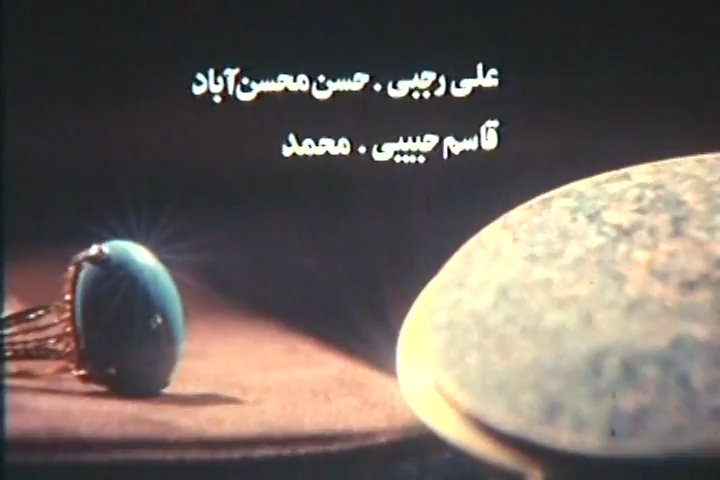 علی رجبی . حسن محسن‌آباد
قاسم حبیبی . محمد